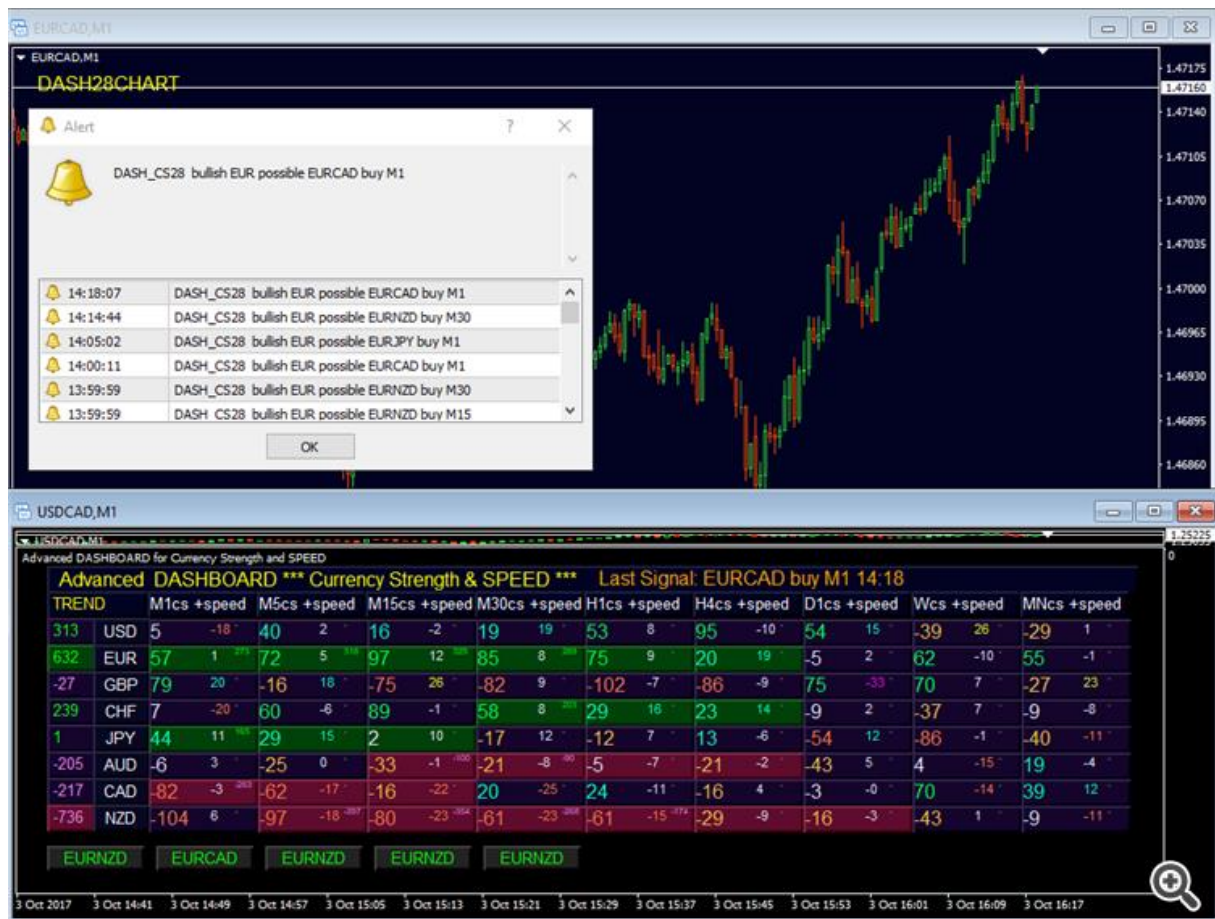 EURCAD,M1
EURCAD,M1
DASH28CHART
1.47175
1.47160
1.47140
1.47105
1.47070
1.47035
1.47000
1.46965
1.46930
1.46895
1.46860
Alert ?
DASH_CS28 bullish EUR possible EURCAD buy M1
14:18:07 DASH_CS28 bullish EUR possible EURCAD buy M1
14:14:44 DASH_CS28 bullish EUR possible EURNZD buy M30
14:05:02 DASH_CS28 bullish EUR possible EURJPY buy M1
14:00:11 DASH_CS28 bullish EUR possible EURCAD buy M1
13:59:59 DASH_CS28 bullish EUR possible EURNZD buy M30
13:59:59 DASH CS28 bullish EUR possible EURNZD buy M15
OK
USDCAD,M1
USDCAD,M1
1.25225
0
Advanced DASHBOARD for Currency Strength and SPEED
Advanced DASHBOARD *** Currency Strength & SPEED *** Last Signal: EURCAD buy M1 14:18
TREND M1cs +speed M5cs +speed M15cs +speed M30cs +speed H1cs +speed H4cs +speed D1cs +speed Wcs +speed MNcs +speed
313 USD 5 -18 40 2 16 -2 19 19 53 8 95 -10 54 15 -39 26 -29 1
632 EUR 57 1 72 5 97 12 85 8 75 9 20 19 -5 2 62 -10 55 -1
-27 GBP 79 20 -16 18 -75 26 -82 9 -102 -7 -86 -9 75 -33 70 7 -27 23
239 CHF 7 -20 60 -6 89 -1 58 8 29 16 23 14 -9 2 -37 7 -9 -8
1 JPY 44 11 29 15 2 10 -17 12 -12 7 13 -6 -54 12 -86 -1 -40 -11
-205 AUD -6 3 -25 0 -33 -1 -21 -8 -5 -7 -21 -2 -43 5 4 -15 19 -4
-217 CAD -82 -3 -62 -17 -16 -22 20 -25 24 -11 -16 4 -3 -0 70 -14 39 12
-736 NZD -104 6 -97 -18 -80 -23 -61 -23 -61 -15 -29 -9 -16 -3 -43 1 -9 -11
EURNZD EURCAD EURNZD EURNZD EURNZD
3 Oct 2017 3 Oct 14:41 3 Oct 14:49 3 Oct 14:57 3 Oct 15:05 3 Oct 15:13 3 Oct 15:21 3 Oct 15:29 3 Oct 15:37 3 Oct 15:45 3 Oct 15:53 3 Oct 16:01 3 Oct 16:09 3 Oct 16:17